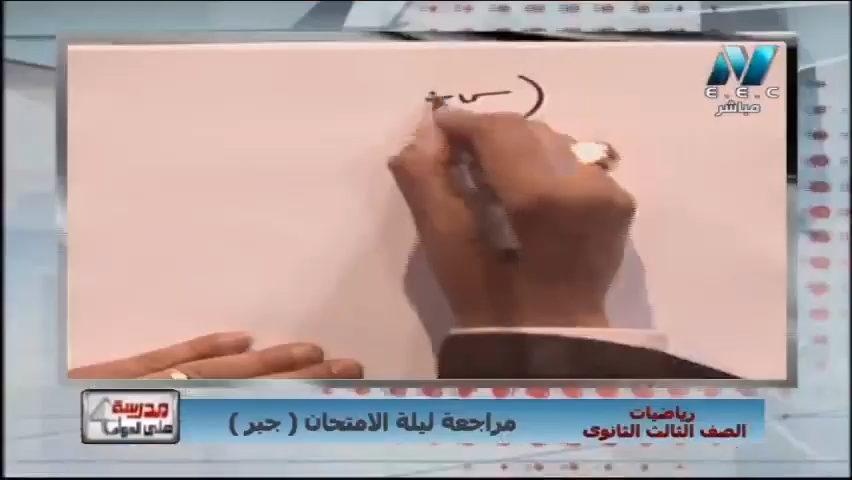 E.E.C
مباشر
( س +
رياضيات
الصف الثالث الثانوى
مراجعة ليلة الامتحان ( جبر )
مدرسة
على الهواء